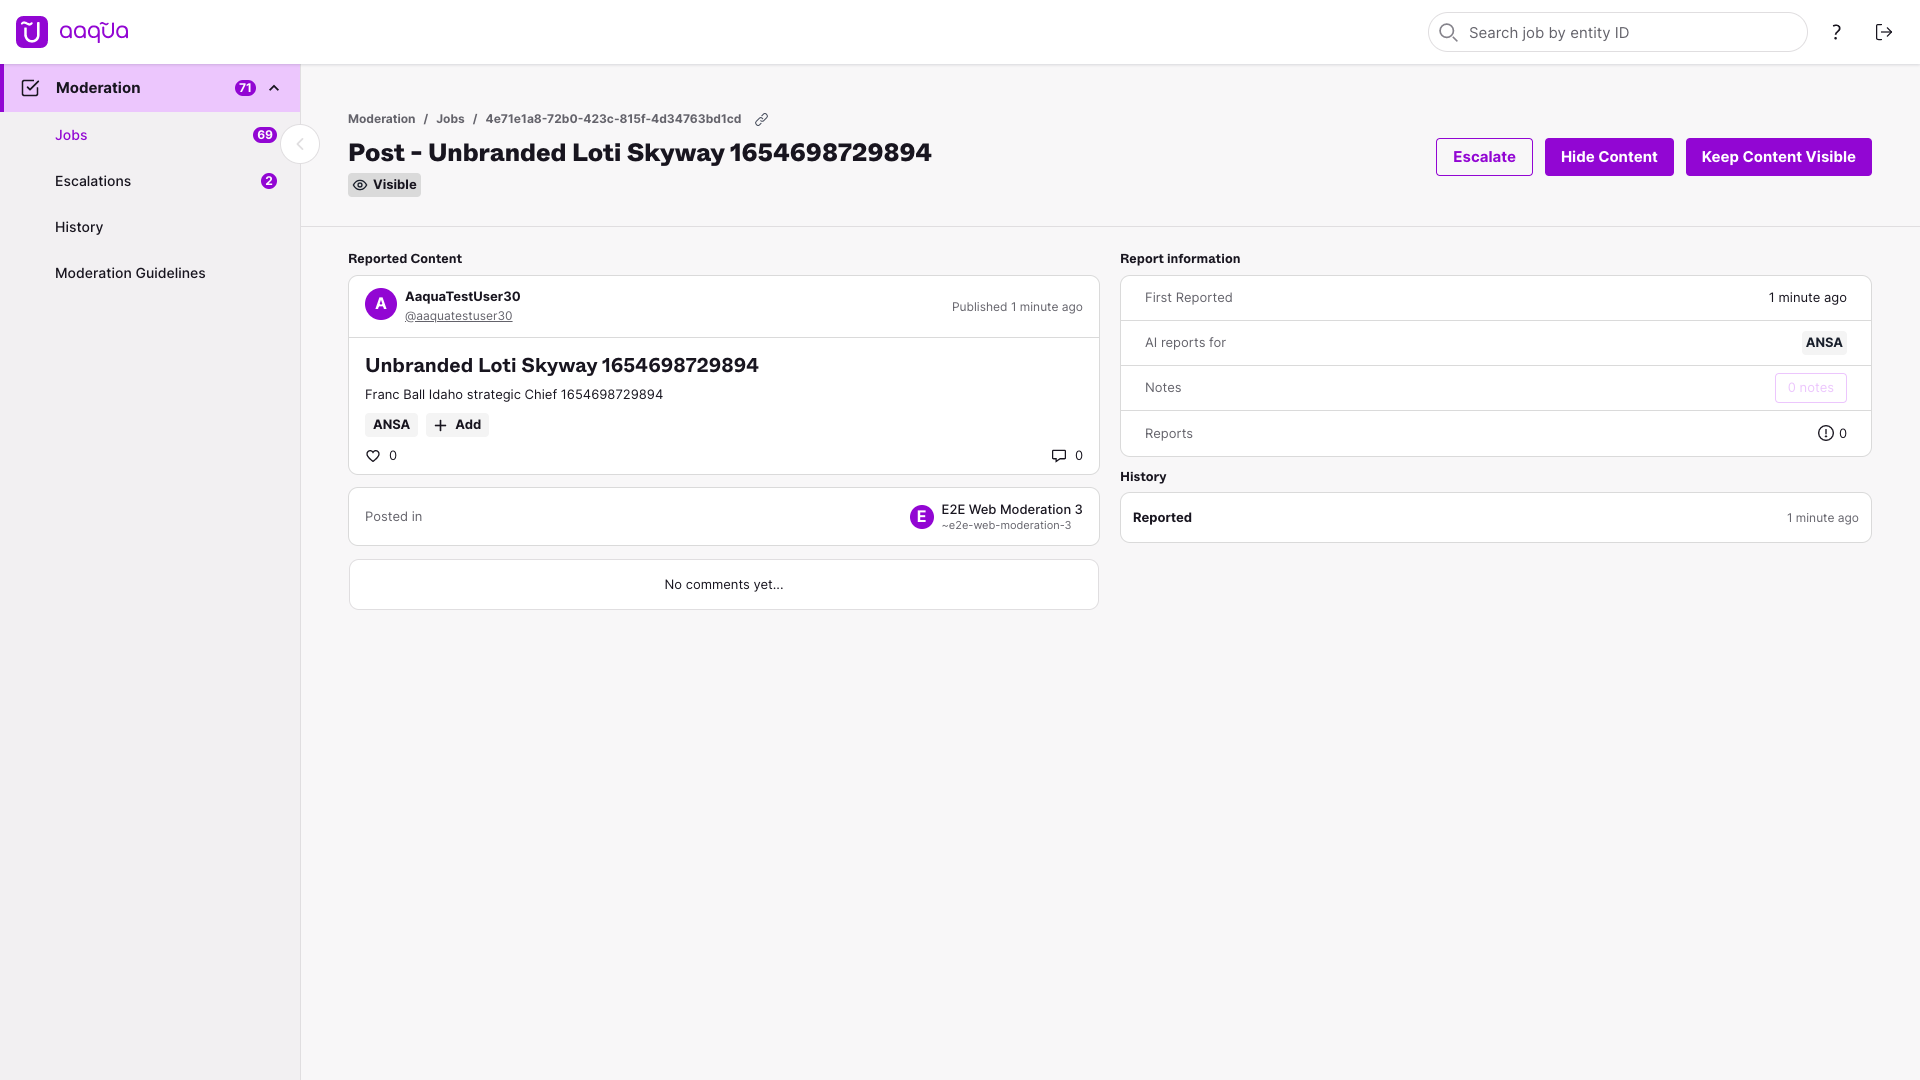 aaqũa
Search job by entity ID
?
Moderation 71
Jobs 69
Escalations 2
History
Moderation Guidelines
Moderation / Jobs / 4e71e1a8-72b0-423c-815f-4d34763bd1cd
Post - Unbranded Loti Skyway 1654698729894
Visible
Escalate
Hide Content
Keep Content Visible
Reported Content
A
AaquaTestUser30
@aaquatestuser30
Published 1 minute ago
Unbranded Loti Skyway 1654698729894
Franc Ball Idaho strategic Chief 1654698729894
ANSA + Add
0 0
Posted in
E
E2E Web Moderation 3
~e2e-web-moderation-3
No comments yet...
Report information
First Reported 1 minute ago
AI reports for ANSA
Notes 0 notes
Reports 0
History
Reported 1 minute ago